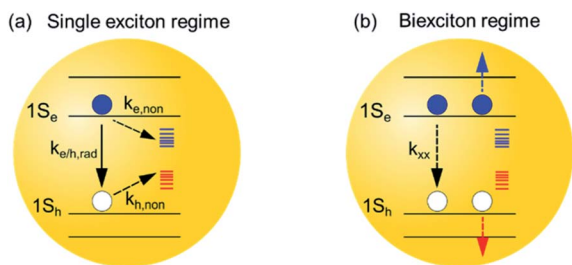 (a) Single exciton regime
1Sₑ
kₑ,non
kₑ/h,rad
kh,non
1Sh
(b) Biexciton regime
1Sₑ
kxx
1Sh